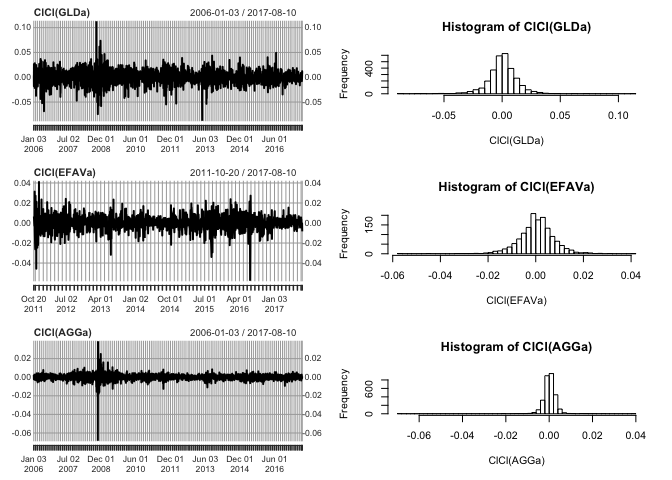 ClCl(GLDa) 2006-01-03 / 2017-08-10
0.10 0.10
0.05 0.05
0.00 0.00
-0.05 -0.05
Jan 03 Jul 02 Dec 01 Jun 01 Dec 01 Jun 03 Dec 01 Jun 01
2006 2007 2008 2010 2011 2013 2014 2016
Histogram of ClCl(GLDa)
Frequency
0 400
-0.05 0.00 0.05 0.10
ClCl(GLDa)
ClCl(EFAVa) 2011-10-20 / 2017-08-10
0.04 0.04
0.02 0.02
0.00 0.00
-0.02 -0.02
-0.04 -0.04
Oct 20 Jul 02 Apr 01 Jan 02 Oct 01 Jul 01 Apr 01 Jan 03
2011 2012 2013 2014 2014 2015 2016 2017
Histogram of ClCl(EFAVa)
Frequency
0 150
-0.06 -0.04 -0.02 0.00 0.02 0.04
ClCl(EFAVa)
ClCl(AGGa) 2006-01-03 / 2017-08-10
0.02 0.02
0.00 0.00
-0.02 -0.02
-0.04 -0.04
-0.06 -0.06
Jan 03 Jul 02 Dec 01 Jun 01 Dec 01 Jun 03 Dec 01 Jun 01
2006 2007 2008 2010 2011 2013 2014 2016
Histogram of ClCl(AGGa)
Frequency
0 600
-0.06 -0.04 -0.02 0.00 0.02 0.04
ClCl(AGGa)